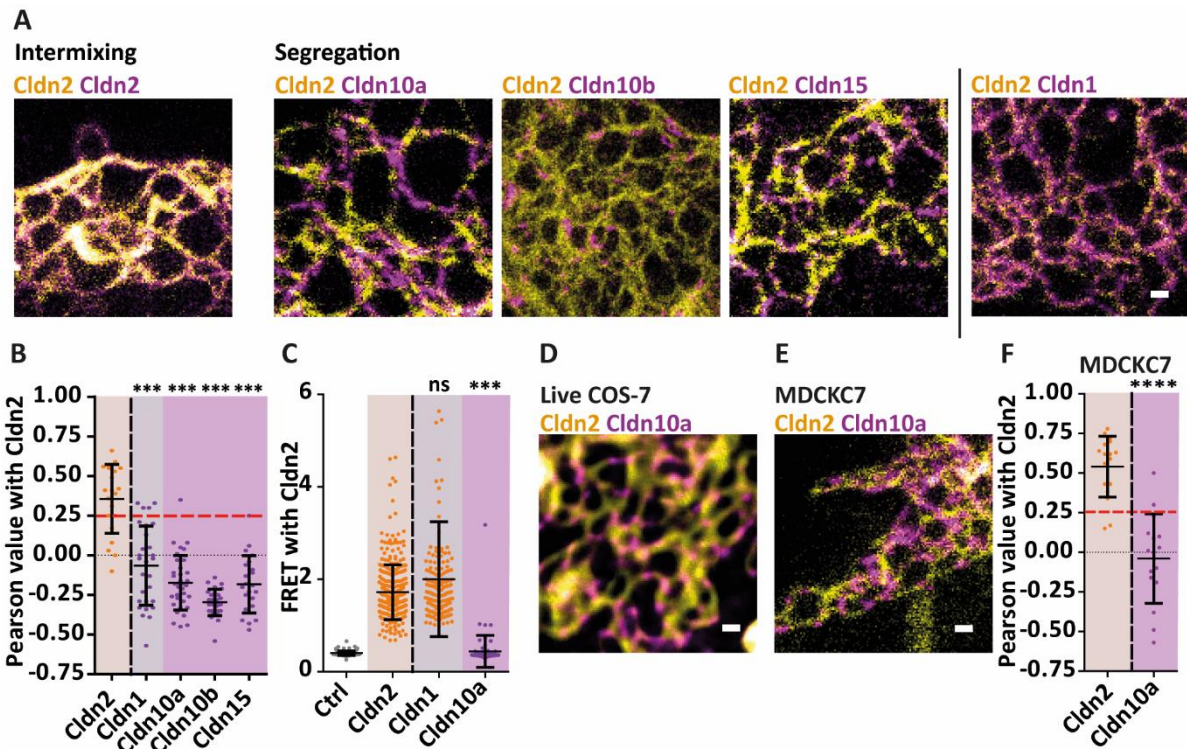 A
Intermixing
Segregation
Cldn2 Cldn2
Cldn2 Cldn10a
Cldn2 Cldn10b
Cldn2 Cldn15
Cldn2 Cldn1
B
Pearson value with Cldn2
1.00
0.75
0.50
0.25
0.00
-0.25
-0.50
-0.75
*** *** *** ***
Cldn2
Cldn1
Cldn10a
Cldn10b
Cldn15
C
FRET with Cldn2
6
4
2
0
ns ***
Ctrl
Cldn2
Cldn1
Cldn10a
D
Live COS-7
Cldn2 Cldn10a
E
MDCKC7
Cldn2 Cldn10a
F
MDCKC7
****
Pearson value with Cldn2
1.00
0.75
0.50
0.25
0.00
-0.25
-0.50
-0.75
Cldn2
Cldn10a